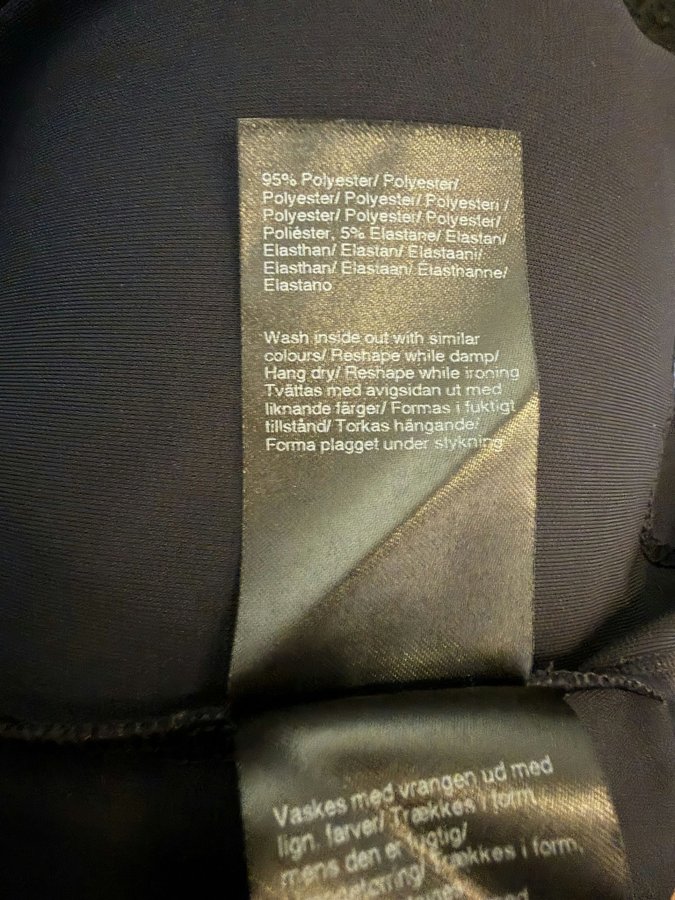 95% Polyester/ Polyester/
Polyester/ Polyester/ Polyesteri /
Polyester/ Polyester/ Polyester/
Poliéster, 5% Elastane/ Elastan/
Elasthan/ Elastan/ Elastaani/
Elasthan/ Elastaan/ Élasthanne/
Elastano
Wash inside out with similar
colours/ Reshape while damp/
Hang dry/ Reshape while ironing
Tvättas med avigsidan ut med
liknande färger/ Formas i fuktigt
tillstånd/ Torkas hängande/
Forma plagget under stykning
Vaskes med vrangen ud med
lign. farver/ Trækkes i form,
mens den er fugtig/
Trækkes i form,